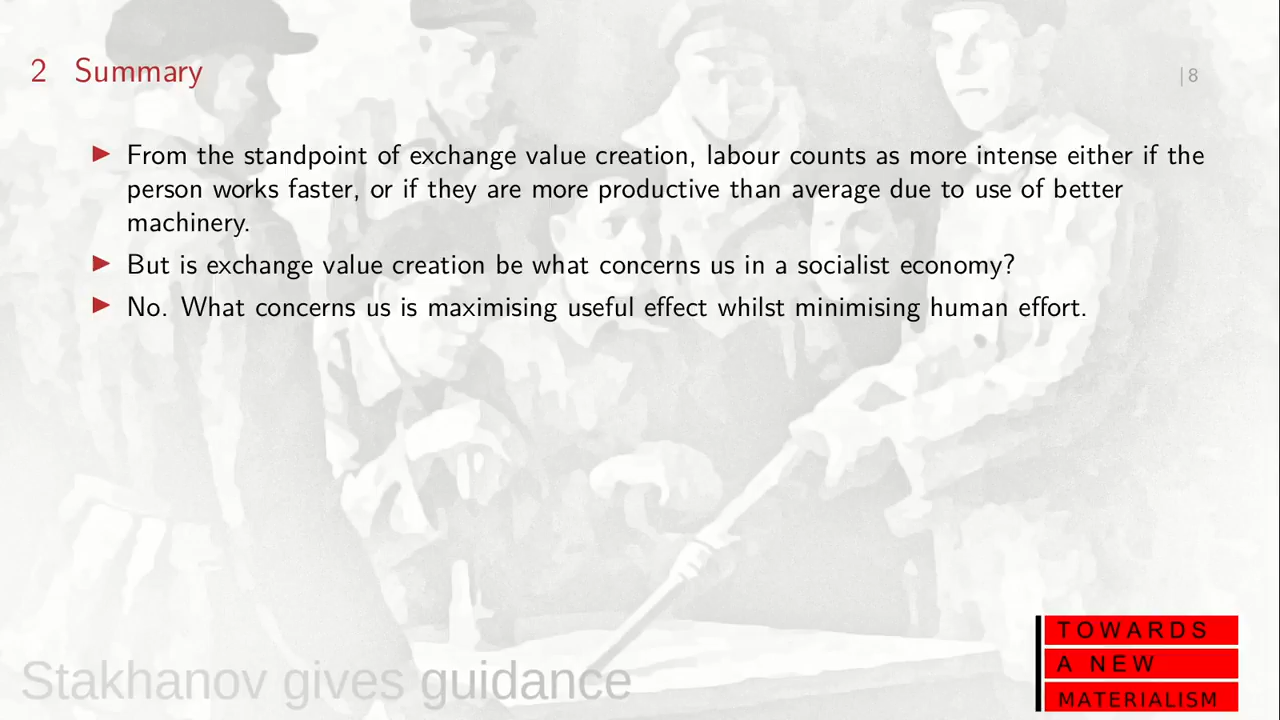 2 Summary
| 8
▶ From the standpoint of exchange value creation, labour counts as more intense either if the
person works faster, or if they are more productive than average due to use of better
machinery.
▶ But is exchange value creation be what concerns us in a socialist economy?
▶ No. What concerns us is maximising useful effect whilst minimising human effort.
Stakhanov gives guidance
TOWARDS
A NEW
MATERIALISM